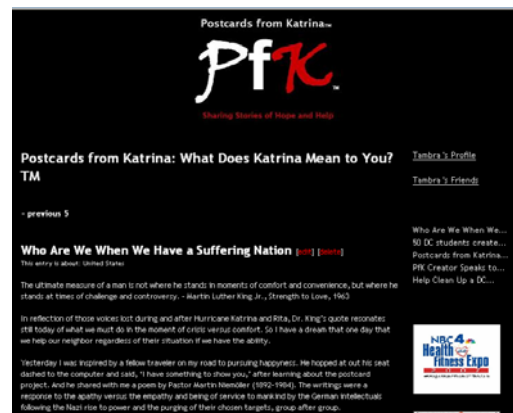 Postcards from Katrina™
PfK™
Sharing Stories of Hope and Help
Postcards from Katrina: What Does Katrina Mean to You?
TM
- previous 5
Who Are We When We Have a Suffering Nation [edit] [delete]
This entry is about: United States
The ultimate measure of a man is not where he stands in moments of comfort and convenience, but where he
stands at times of challenge and controversy. - Martin Luther King Jr., Strength to Love, 1963
In reflection of those voices lost during and after Hurricane Katrina and Rita, Dr. King's quote resonates
still today of what we must do in the moment of crisis versus comfort. So I have a dream that one day that
we help our neighbor regardless of their situation if we have the ability.
Yesterday I was inspired by a fellow traveler on my road to pursuing happyness. He hopped at out his seat
dashed to the computer and said, "I have something to show you," after learning about the postcard
project. And he shared with me a poem by Pastor Martin Niemöller (1892-1984). The writings were a
response to the apathy versus the empathy and being of service to mankind by the German intellectuals
following the Nazi rise to power and the purging of their chosen targets, group after group.
Tambra's Profile
Tambra's Friends
Who Are We When We...
50 DC students create...
Postcards from Katrina...
PfK Creator Speaks to...
Help Clean Up a DC...
NBC 4
Health &
Fitness Expo